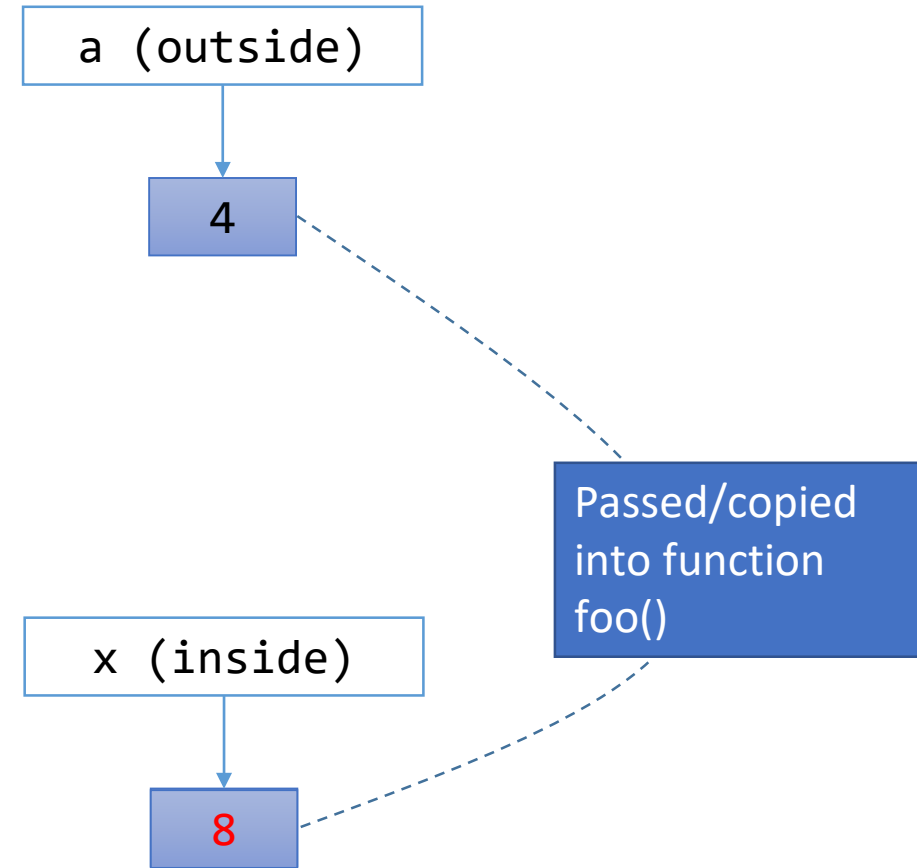 a (outside)
4
Passed/copied
into function
foo()
x (inside)
8